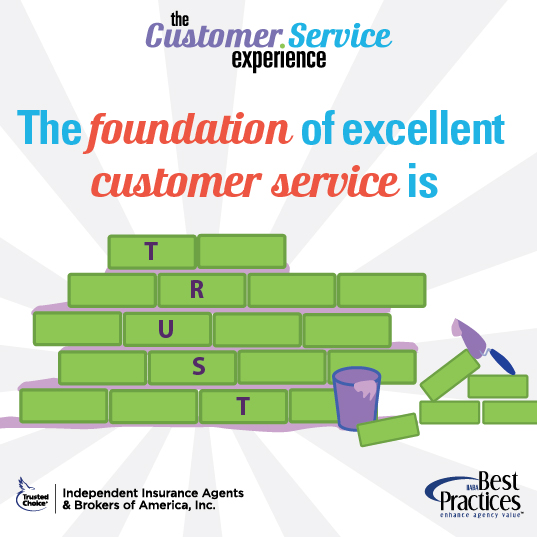 the
Customer.Service
experience
The foundation of excellent
customer service is
T
R
U
S
T
Trusted
Choice®
Independent Insurance Agents
& Brokers of America, Inc.
IIABA Best
Practices
enhance agency value™